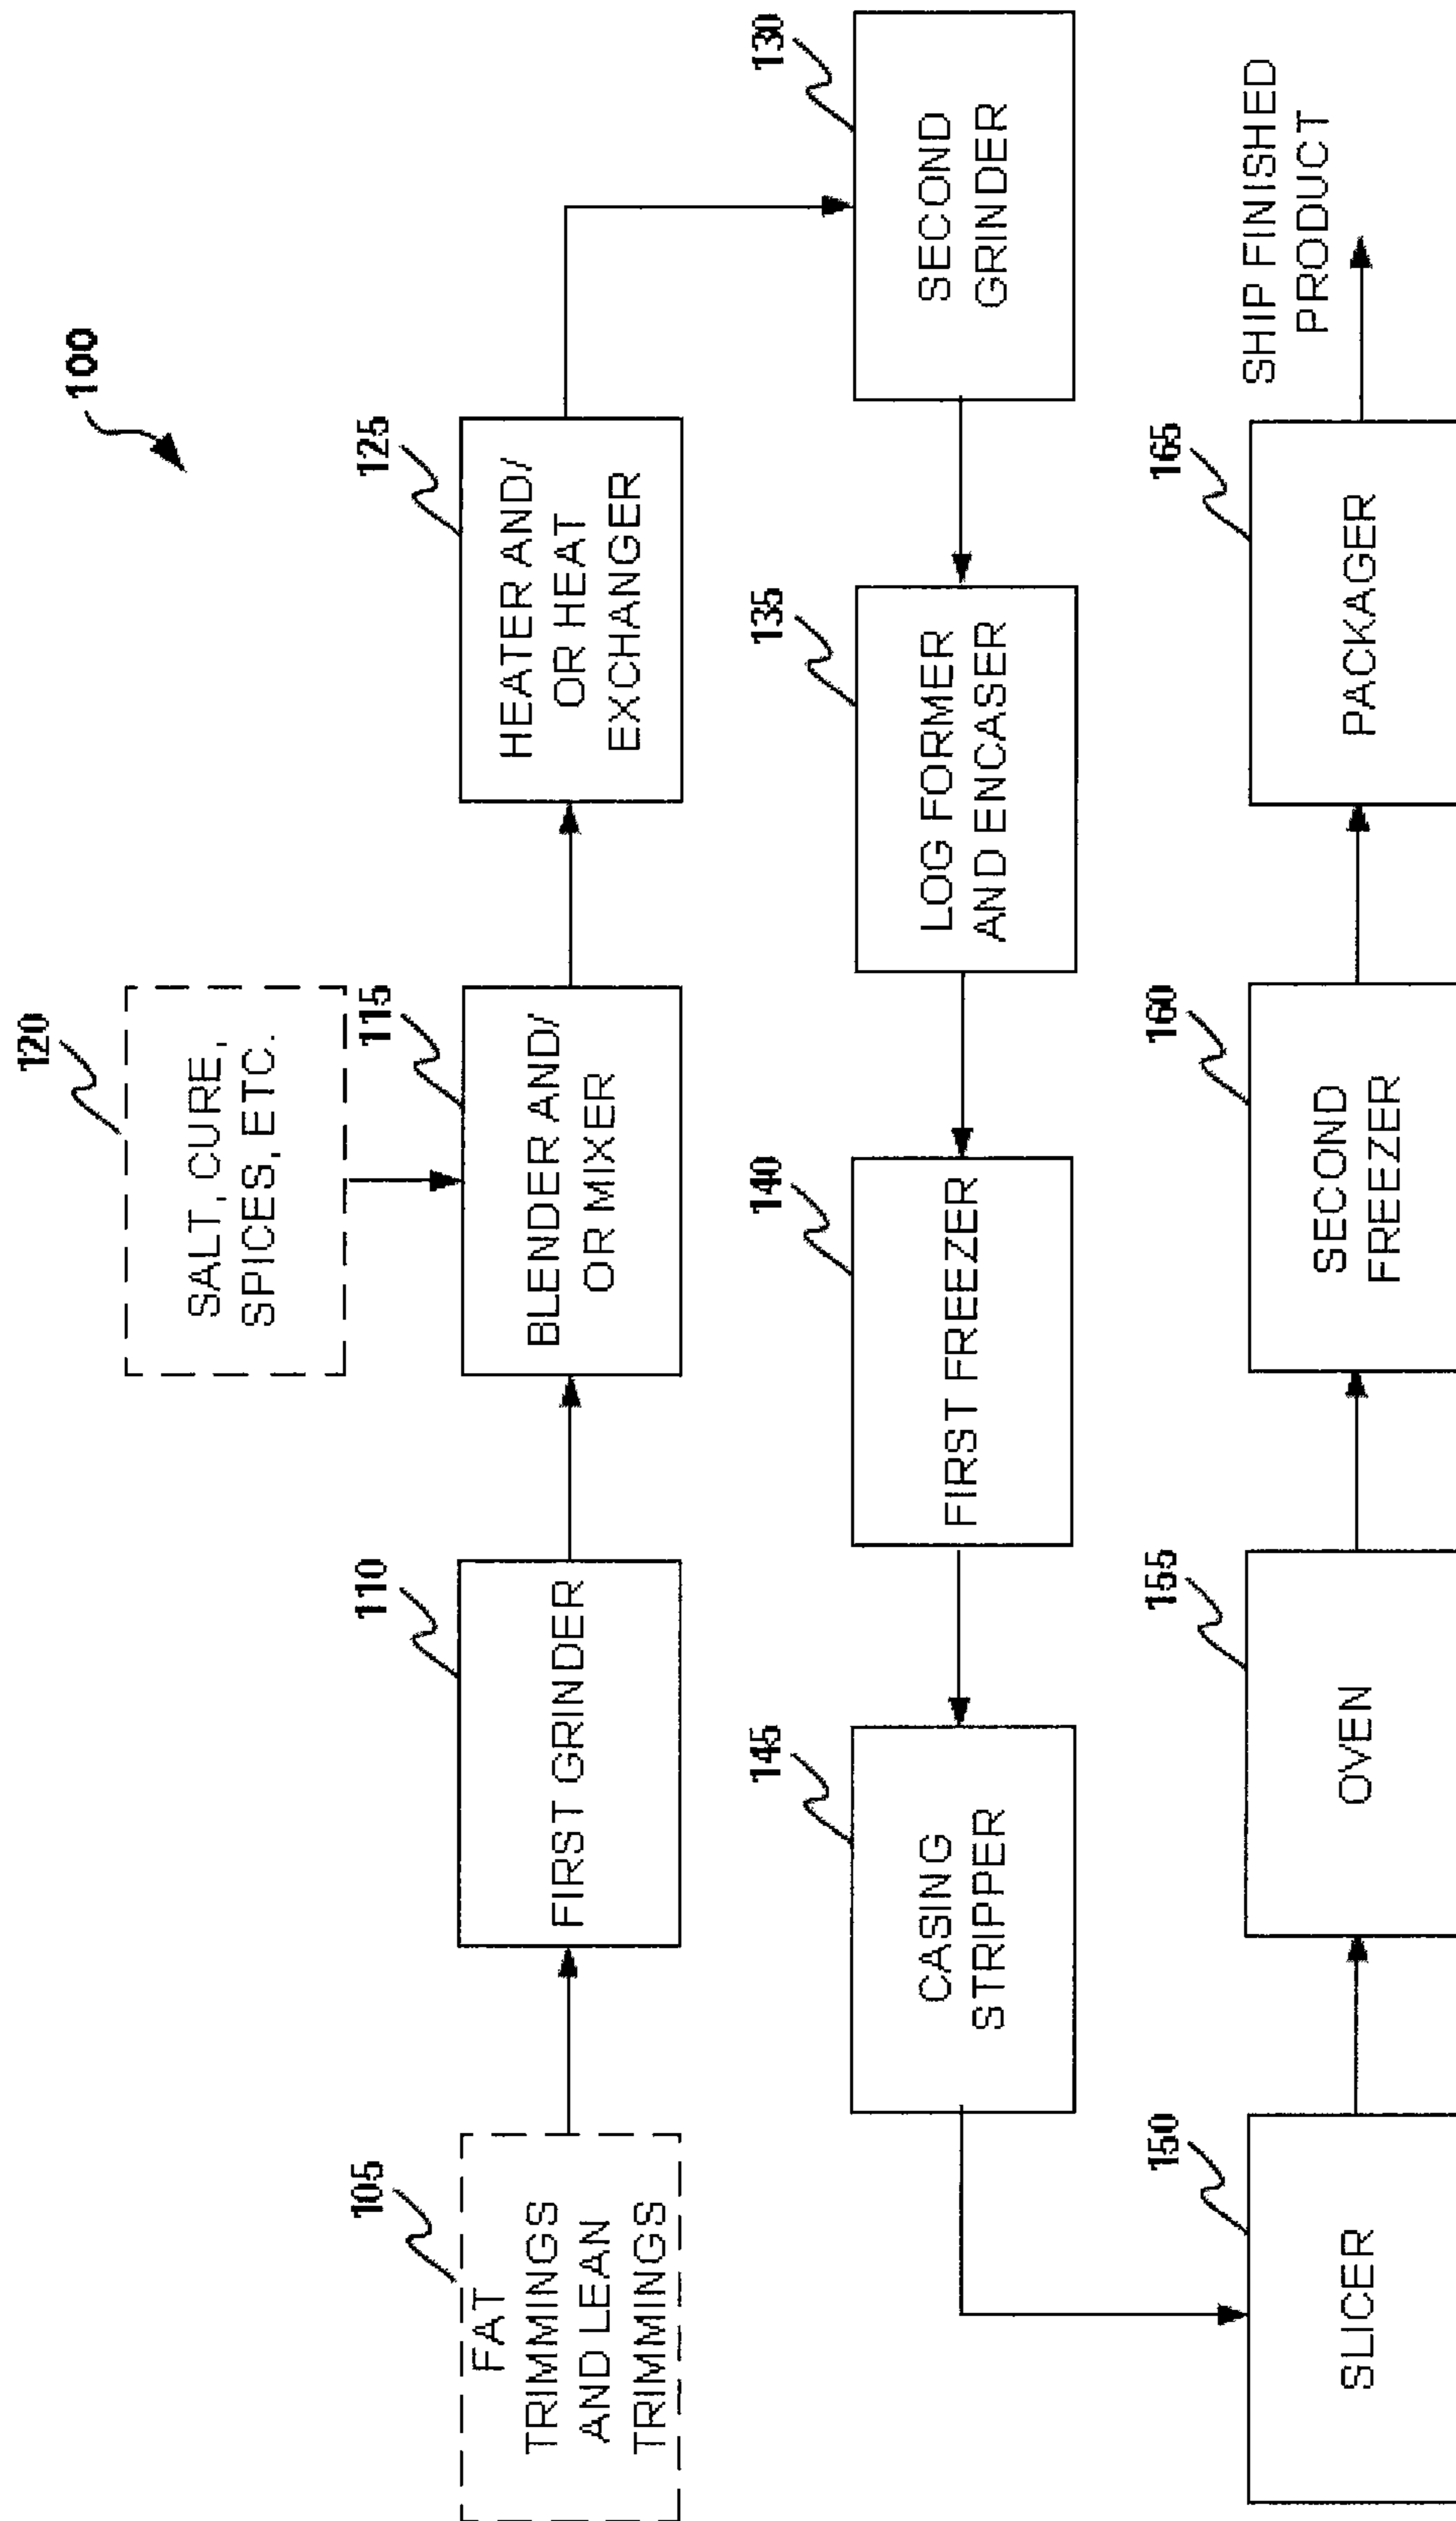 100
105
FAT
TRIMMINGS
AND LEAN
TRIMMINGS
110
FIRST GRINDER
120
SALT, CURE,
SPICES, ETC.
115
BLENDER AND/
OR MIXER
125
HEATER AND/
OR HEAT
EXCHANGER
130
SECOND
GRINDER
135
LOG FORMER
AND ENCASER
140
FIRST FREEZER
145
CASING
STRIPPER
150
SLICER
155
OVEN
160
SECOND
FREEZER
165
PACKAGER
SHIP FINISHED
PRODUCT